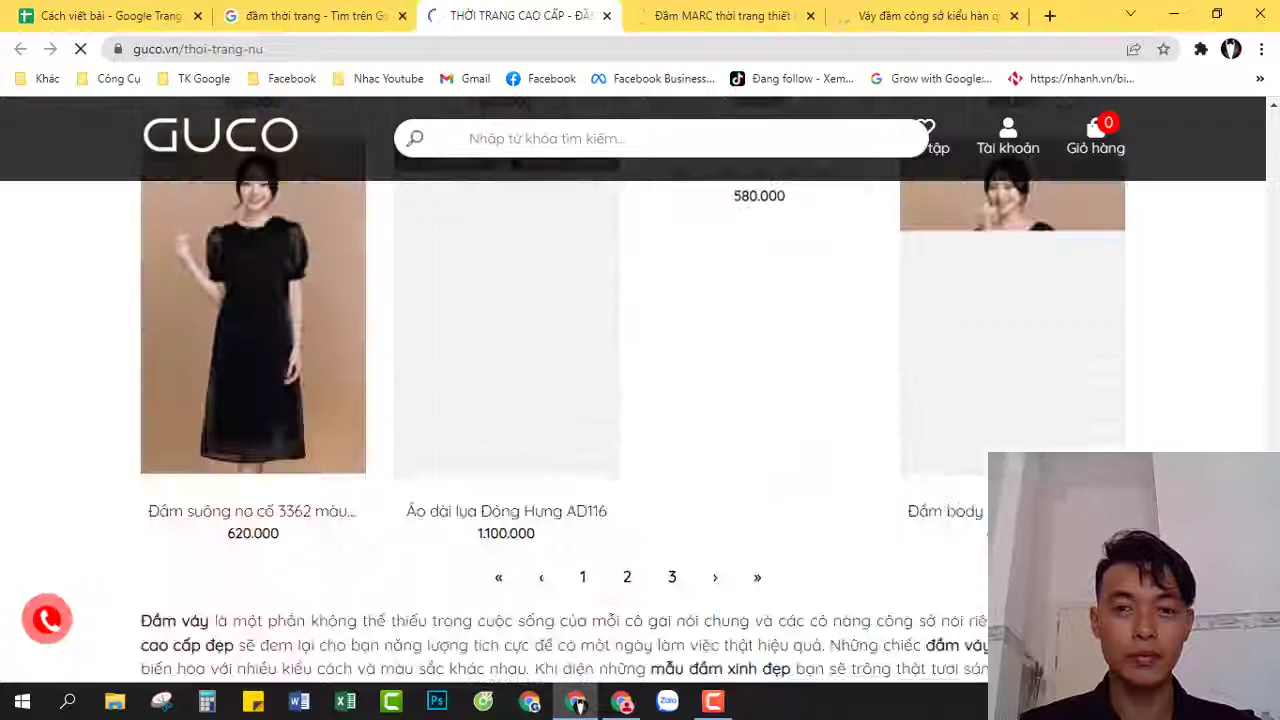 Cách viết bài - Google Trang
đầm thời trang - Tìm trên Go
THỜI TRANG CAO CẤP - ĐẦM
Đầm MARC thời trang thiết
Váy đầm công sở kiểu hàn q
guco.vn/thoi-trang-nu
Khác
Công Cụ
TK Google
Facebook
Nhạc Youtube
Gmail
Facebook
Facebook Business...
Đang follow - Xem...
Grow with Google:...
https://nhanh.vn/bi...
GUCO
Nhập từ khóa tìm kiếm...
tập
Tài khoản
0
Giỏ hàng
580.000
Đầm suông nơ cổ 3362 màu...
620.000
Áo dài lụa Đông Hưng AD116
1.100.000
Đầm body
« ‹ 1 2 3 › »
Đầm váy là một phần không thể thiếu trong cuộc sống của mỗi cô gái nói chung và các cô nàng công sở nói riê
cao cấp đẹp sẽ đem lại cho bạn năng lượng tích cực để có một ngày làm việc thật hiệu quả. Những chiếc đầm váy
biến hóa với nhiều kiểu cách và màu sắc khác nhau. Khi diện những mẫu đầm xinh đẹp bạn sẽ trông thật tươi sá
Zalo